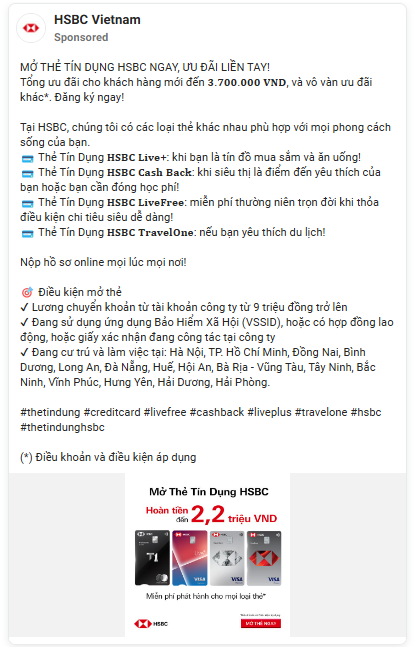 HSBC Vietnam
Sponsored
MỞ THẺ TÍN DỤNG HSBC NGAY, ƯU ĐÃI LIỀN TAY!
Tổng ưu đãi cho khách hàng mới đến 3.700.000 VND, và vô vàn ưu đãi
khác*. Đăng ký ngay!
Tại HSBC, chúng tôi có các loại thẻ khác nhau phù hợp với mọi phong cách
sống của bạn.
💳 Thẻ Tín Dụng HSBC Live+: khi bạn là tín đồ mua sắm và ăn uống!
💳 Thẻ Tín Dụng HSBC Cash Back: khi siêu thị là điểm đến yêu thích của
bạn hoặc bạn cần đóng học phí!
💳 Thẻ Tín Dụng HSBC LiveFree: miễn phí thường niên trọn đời khi thỏa
điều kiện chi tiêu siêu dễ dàng!
💳 Thẻ Tín Dụng HSBC TravelOne: nếu bạn yêu thích du lịch!
Nộp hồ sơ online mọi lúc mọi nơi!
🎯 Điều kiện mở thẻ
✓ Lương chuyển khoản từ tài khoản công ty từ 9 triệu đồng trở lên
✓ Đang sử dụng ứng dụng Bảo Hiểm Xã Hội (VSSID), hoặc có hợp đồng lao
động, hoặc giấy xác nhận đang công tác tại công ty
✓ Đang cư trú và làm việc tại: Hà Nội, TP. Hồ Chí Minh, Đồng Nai, Bình
Dương, Long An, Đà Nẵng, Huế, Hội An, Bà Rịa - Vũng Tàu, Tây Ninh, Bắc
Ninh, Vĩnh Phúc, Hưng Yên, Hải Dương, Hải Phòng.
#thetindung #creditcard #livefree #cashback #liveplus #travelone #hsbc
#thetindunghsbc
(*) Điều khoản và điều kiện áp dụng
Mở Thẻ Tín Dụng HSBC
Hoàn tiền
đến
2,2 triệu VND
T1
VISA
VISA
VISA
Miễn phí phát hành cho mọi loại thẻ*
HSBC
MỞ THẺ NGAY